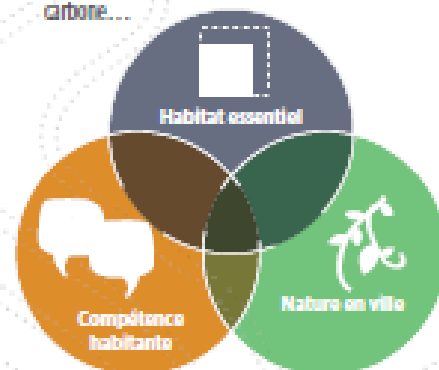 carbone...
Habitat essentiel
Compétence
habitante
Nature en ville